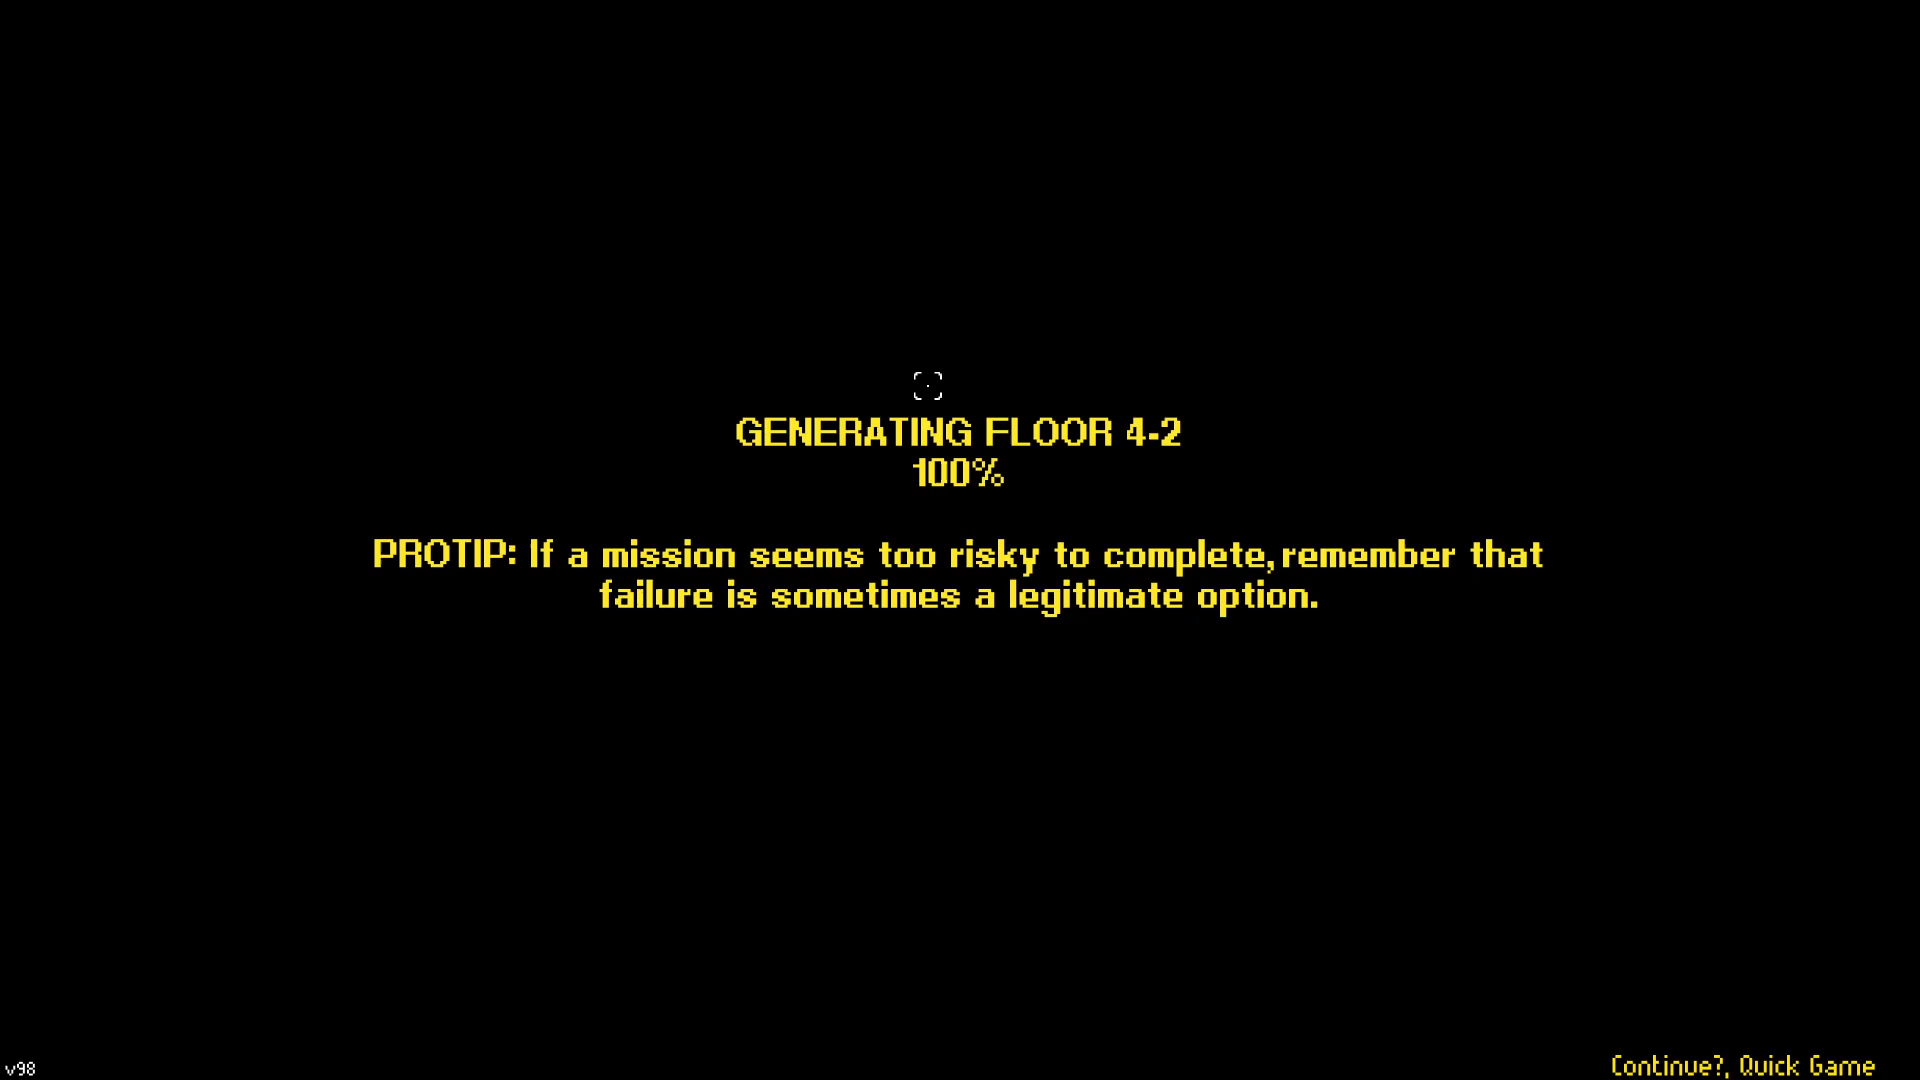 GENERATING FLOOR 4-2
100%
PROTIP: If a mission seems too risky to complete, remember that
failure is sometimes a legitimate option.
v98
Continue?, Quick Game